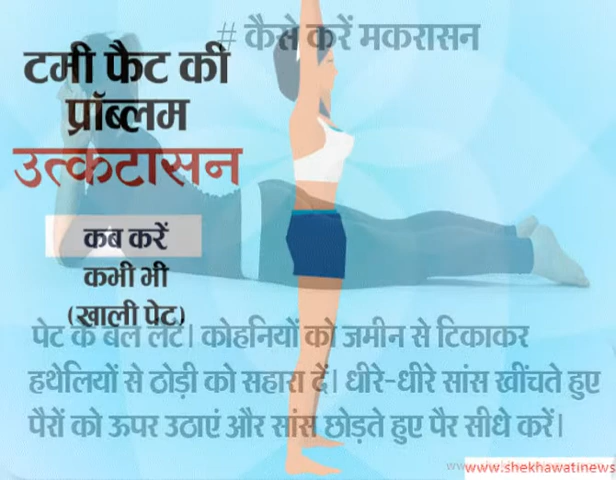 # कैसे करें मकरासन
टमी फैट की
प्रॉब्लम
उत्कटासन
कब करें
कभी भी
(खाली पेट)
पेट के बल लेटें। कोहनियों को जमीन से टिकाकर
हथेलियों से ठोड़ी को सहारा दें। धीरे-धीरे सांस खींचते हुए
पैरों को ऊपर उठाएं और सांस छोड़ते हुए पैर सीधे करें।
www.shekhawatinews